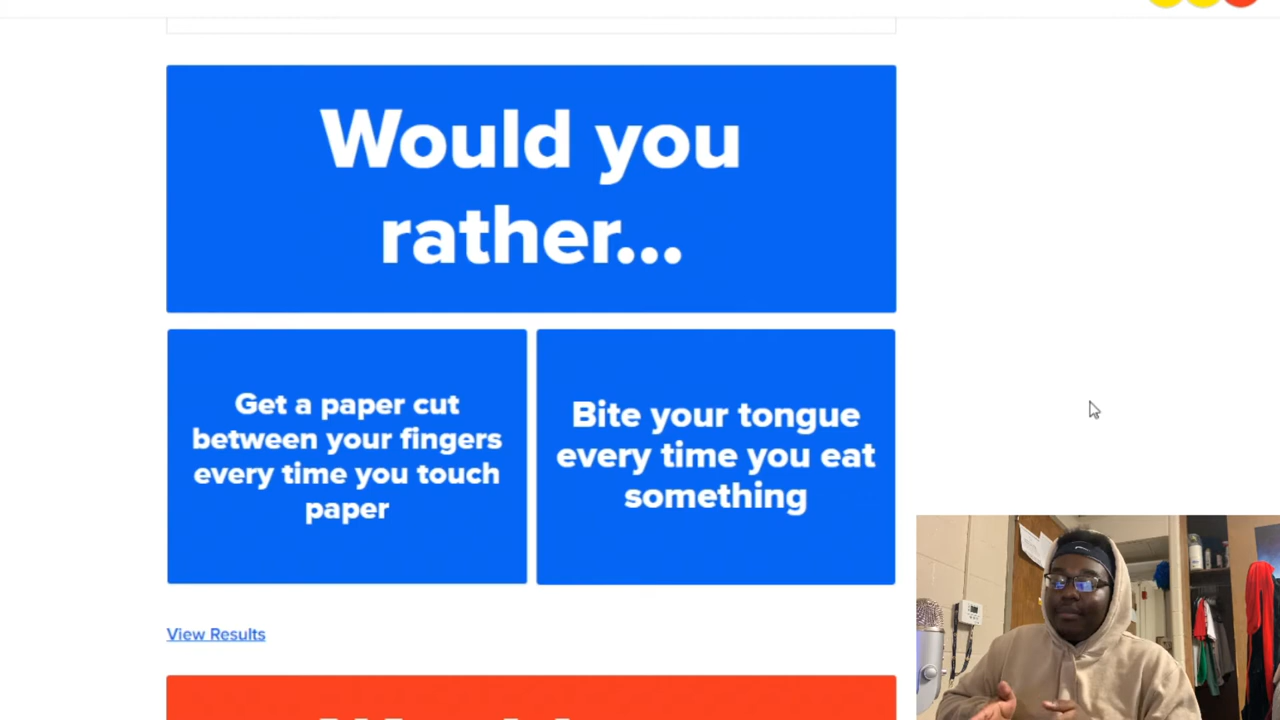 Would you
rather...
Get a paper cut
between your fingers
every time you touch
paper
Bite your tongue
every time you eat
something
View Results